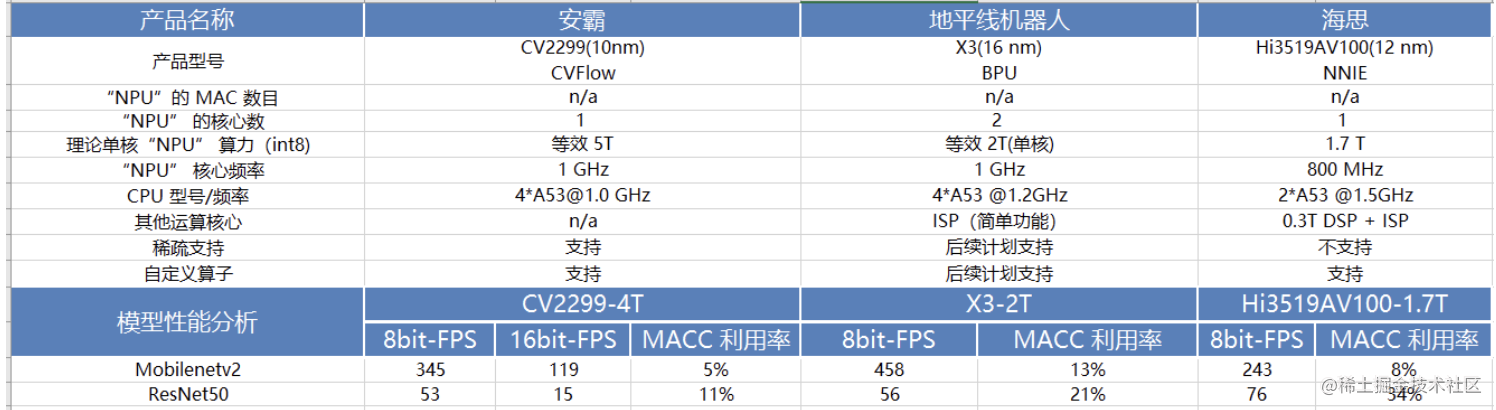 产品名称 安霸 地平线机器人 海思
产品型号 CV2299(10nm) X3(16 nm) Hi3519AV100(12 nm)
CVFlow BPU NNIE
“NPU”的 MAC 数目 n/a n/a n/a
“NPU” 的核心数 1 2 1
理论单核“NPU” 算力（int8) 等效 5T 等效 2T(单核) 1.7 T
“NPU” 核心频率 1 GHz 1 GHz 800 MHz
CPU 型号/频率 4*A53@1.0 GHz 4*A53 @1.2GHz 2*A53 @1.5GHz
其他运算核心 n/a ISP（简单功能） 0.3T DSP + ISP
稀疏支持 支持 后续计划支持 不支持
自定义算子 支持 后续计划支持 支持
模型性能分析 CV2299-4T X3-2T Hi3519AV100-1.7T
8bit-FPS 16bit-FPS MACC 利用率 8bit-FPS MACC 利用率 8bit-FPS MACC 利用率
Mobilenetv2 345 119 5% 458 13% 243 8%
ResNet50 53 15 11% 56 21% 76 34%
@稀土掘金技术社区